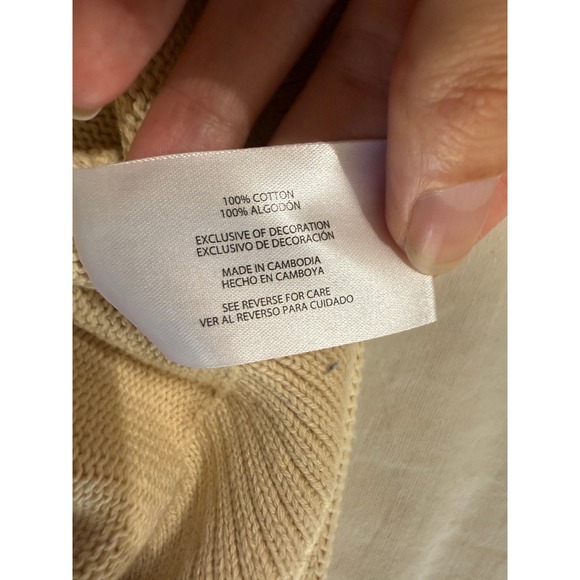 100% COTTON
100% ALGODÓN
EXCLUSIVE OF DECORATION
EXCLUSIVO DE DECORACIÓN
MADE IN CAMBODIA
HECHO EN CAMBOYA
SEE REVERSE FOR CARE
VER AL REVERSO PARA CUIDADO